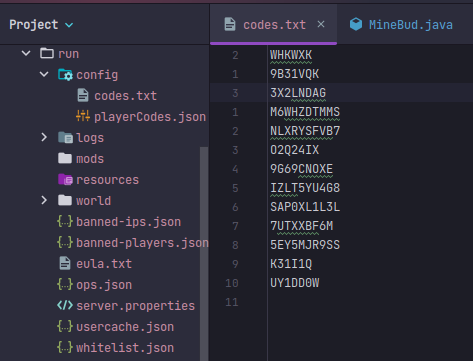 Project
codes.txt
MineBud.java
run
config
codes.txt
playerCodes.json
logs
mods
resources
world
banned-ips.json
banned-players.json
eula.txt
ops.json
server.properties
usercache.json
whitelist.json
2 WHKWXK
1 9B31VQK
3 3X2LNDAG
1 M6WHZDTMMS
2 NLXRYSFVB7
3 O2Q24IX
4 9G69CNOXE
5 IZLT5YU4G8
6 SAP0XL1L3L
7 7UTXXBF6M
8 5EY5MJR9SS
9 K31I1Q
10 UY1DD0W
11